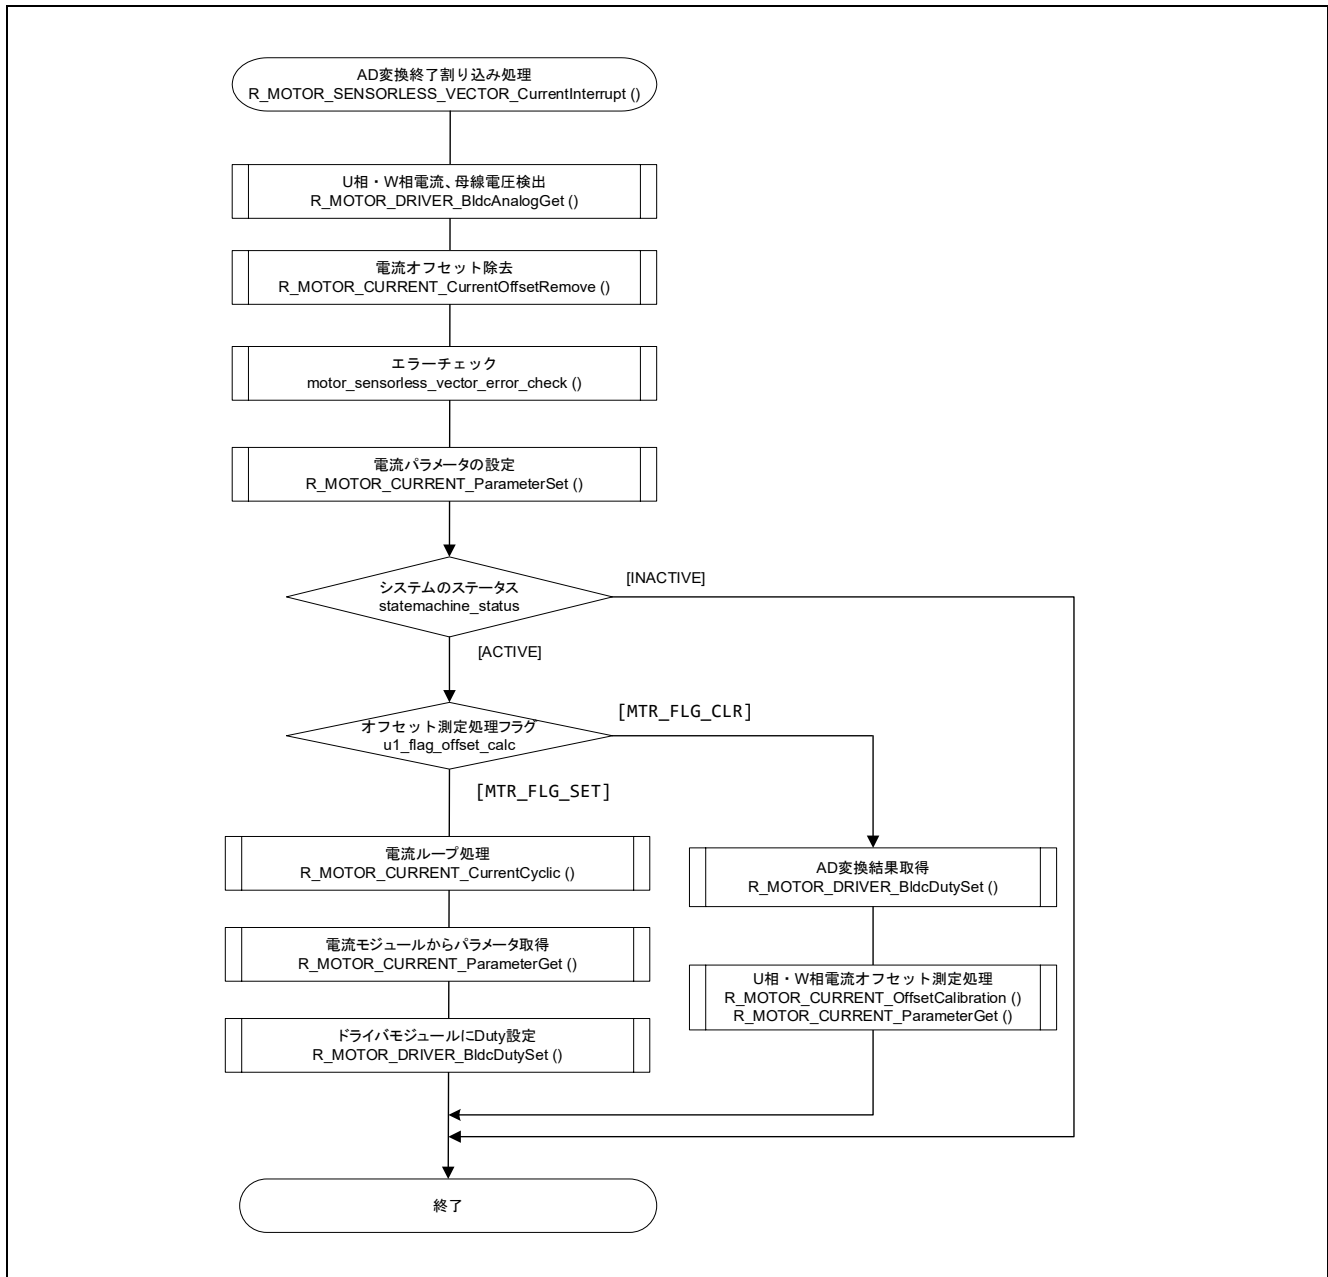 AD変換終了割り込み処理
R_MOTOR_SENSORLESS_VECTOR_CurrentInterrupt ()
U相・W相電流、母線電圧検出
R_MOTOR_DRIVER_BldcAnalogGet ()
電流オフセット除去
R_MOTOR_CURRENT_CurrentOffsetRemove ()
エラーチェック
motor_sensorless_vector_error_check ()
電流パラメータの設定
R_MOTOR_CURRENT_ParameterSet ()
システムのステータス
statemachine_status
[INACTIVE]
[ACTIVE]
オフセット測定処理フラグ
u1_flag_offset_calc
[MTR_FLG_CLR]
[MTR_FLG_SET]
電流ループ処理
R_MOTOR_CURRENT_CurrentCyclic ()
電流モジュールからパラメータ取得
R_MOTOR_CURRENT_ParameterGet ()
ドライバモジュールにDuty設定
R_MOTOR_DRIVER_BldcDutySet ()
AD変換結果取得
R_MOTOR_DRIVER_BldcDutySet ()
U相・W相電流オフセット測定処理
R_MOTOR_CURRENT_OffsetCalibration ()
R_MOTOR_CURRENT_ParameterGet ()
終了